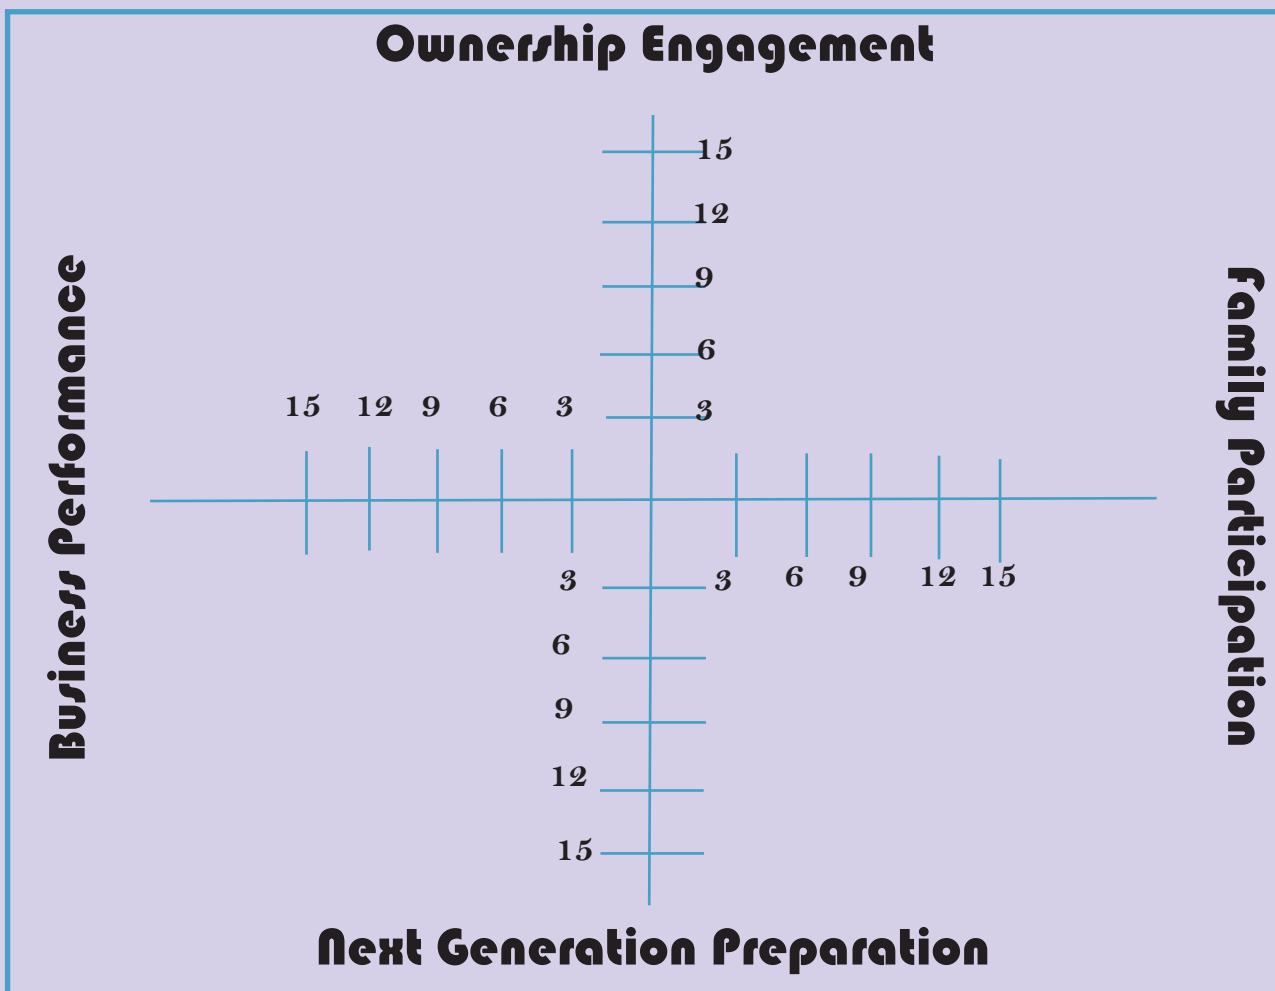 Ownership Engagement
15
12
9
6
3
15 12 9 6 3
3 6 9 12 15
3
6
9
12
15
Business Performance
Family Participation
Next Generation Preparation